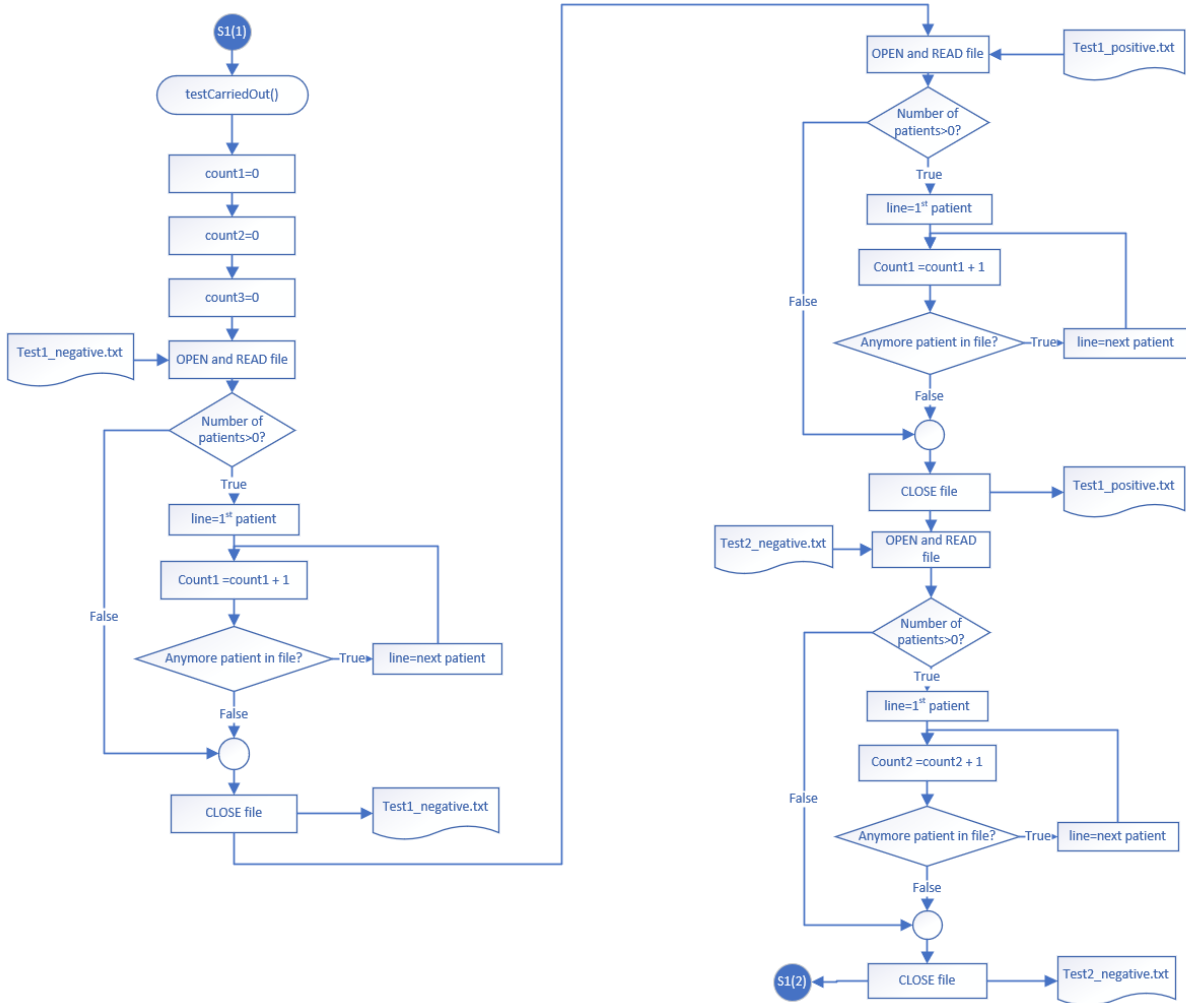 S1(1)
testCarriedOut()
count1=0
count2=0
count3=0
Test1_negative.txt
OPEN and READ file
Number of
patients>0?
True
line=1st patient
Count1 =count1 + 1
False
Anymore patient in file?
True
line=next patient
False
CLOSE file
Test1_negative.txt
OPEN and READ file
Test1_positive.txt
Number of
patients>0?
True
line=1st patient
Count1 =count1 + 1
False
Anymore patient in file?
True
line=next patient
False
CLOSE file
Test1_positive.txt
Test2_negative.txt
OPEN and READ
file
Number of
patients>0?
True
line=1st patient
Count2 =count2 + 1
False
Anymore patient in file?
True
line=next patient
False
S1(2)
CLOSE file
Test2_negative.txt